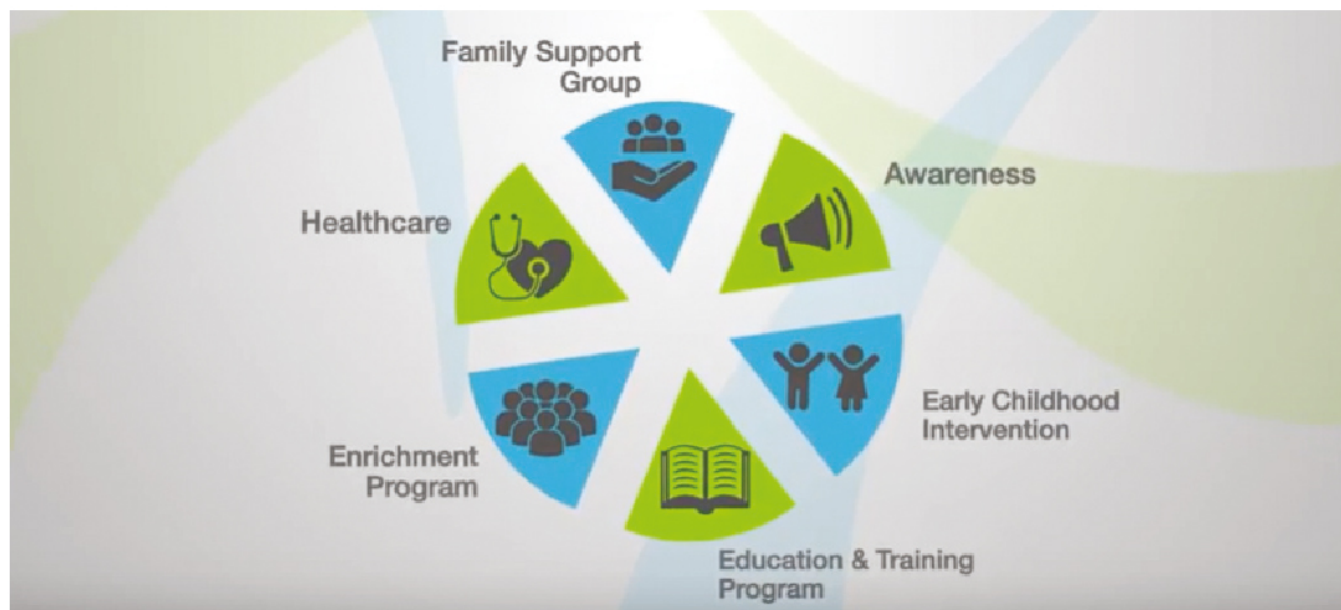 Family Support
Group
Awareness
Healthcare
Early Childhood
Intervention
Enrichment
Program
Education & Training
Program